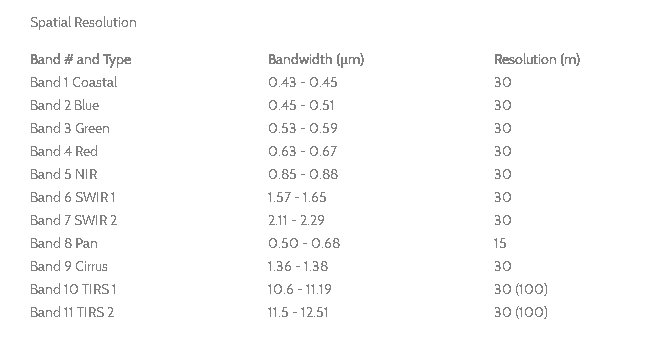 Spatial Resolution
Band # and Type Bandwidth (µm) Resolution (m)
Band 1 Coastal 0.43 - 0.45 30
Band 2 Blue 0.45 - 0.51 30
Band 3 Green 0.53 - 0.59 30
Band 4 Red 0.63 - 0.67 30
Band 5 NIR 0.85 - 0.88 30
Band 6 SWIR 1 1.57 - 1.65 30
Band 7 SWIR 2 2.11 - 2.29 30
Band 8 Pan 0.50 - 0.68 15
Band 9 Cirrus 1.36 - 1.38 30
Band 10 TIRS 1 10.6 - 11.19 30 (100)
Band 11 TIRS 2 11.5 - 12.51 30 (100)